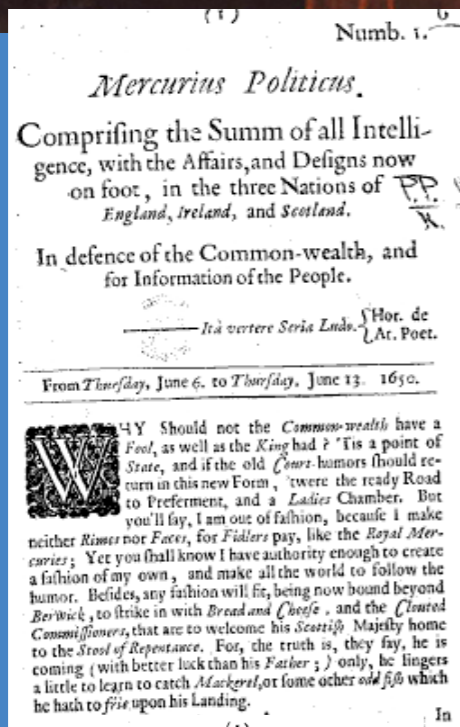 (1)
Numb. 1.
Mercurius Politicus.
Compriſing the Summ of all Intelli-
gence, with the Affairs, and Deſigns now
on foot, in the three Nations of
England, Ireland, and Scotland.
In defence of the Common-wealth, and
for Information of the People.
——Ità vertere Seria Ludo. {Hor. de
Ar. Poet.
From Thurſday, June 6. to Thurſday, June 13. 1650.
WHY Should not the Common-wealth have a
Fool, as well as the King had? 'Tis a point of
State, and if the old Court-humors ſhould re-
turn in this new Form, 'twere the ready Road
to Preferment, and a Ladies Chamber. But
you'll ſay, I am out of faſhion, becauſe I make
neither Rimes nor Faces, for Fidlers pay, like the Royal Mer-
curies; Yet you ſhall know I have authority enough to create
a faſhion of my own, and make all the world to follow the
humor. Beſides, any faſhion will fit, being now bound beyond
Berwick, to ſtrike in with Bread and Cheeſe, and the Clouted
Commiſſioners, that are to welcome his Scottiſh Majeſty home
to the Stool of Repentance. For, the truth is, they ſay, he is
coming (with better luck than his Father;) only, he lingers
a little to learn to catch Mackerel, or ſome other odd fiſh which
he hath to frie upon his Landing.
In